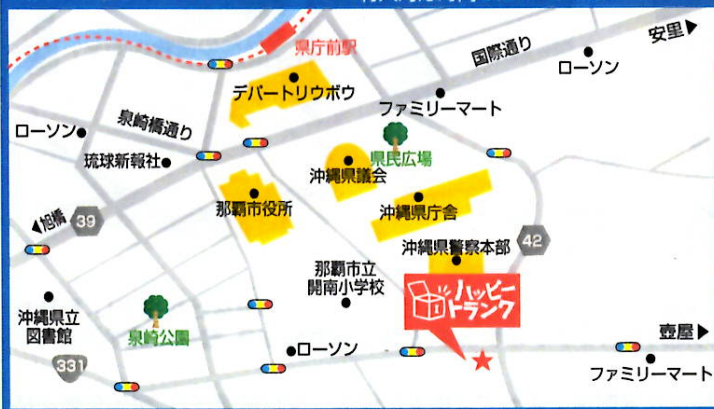 県庁前駅
国際通り
安里▶
ローソン
デパートリウボウ
ファミリーマート
泉崎橋通り
ローソン
琉球新報社
県民広場
沖縄県議会
那覇市役所
沖縄県庁舎
◀旭橋
39
沖縄県警察本部
42
那覇市立
開南小学校
ハッピー
トランク
沖縄県立
図書館
泉崎公園
331
ローソン
壺屋▶
ファミリーマート